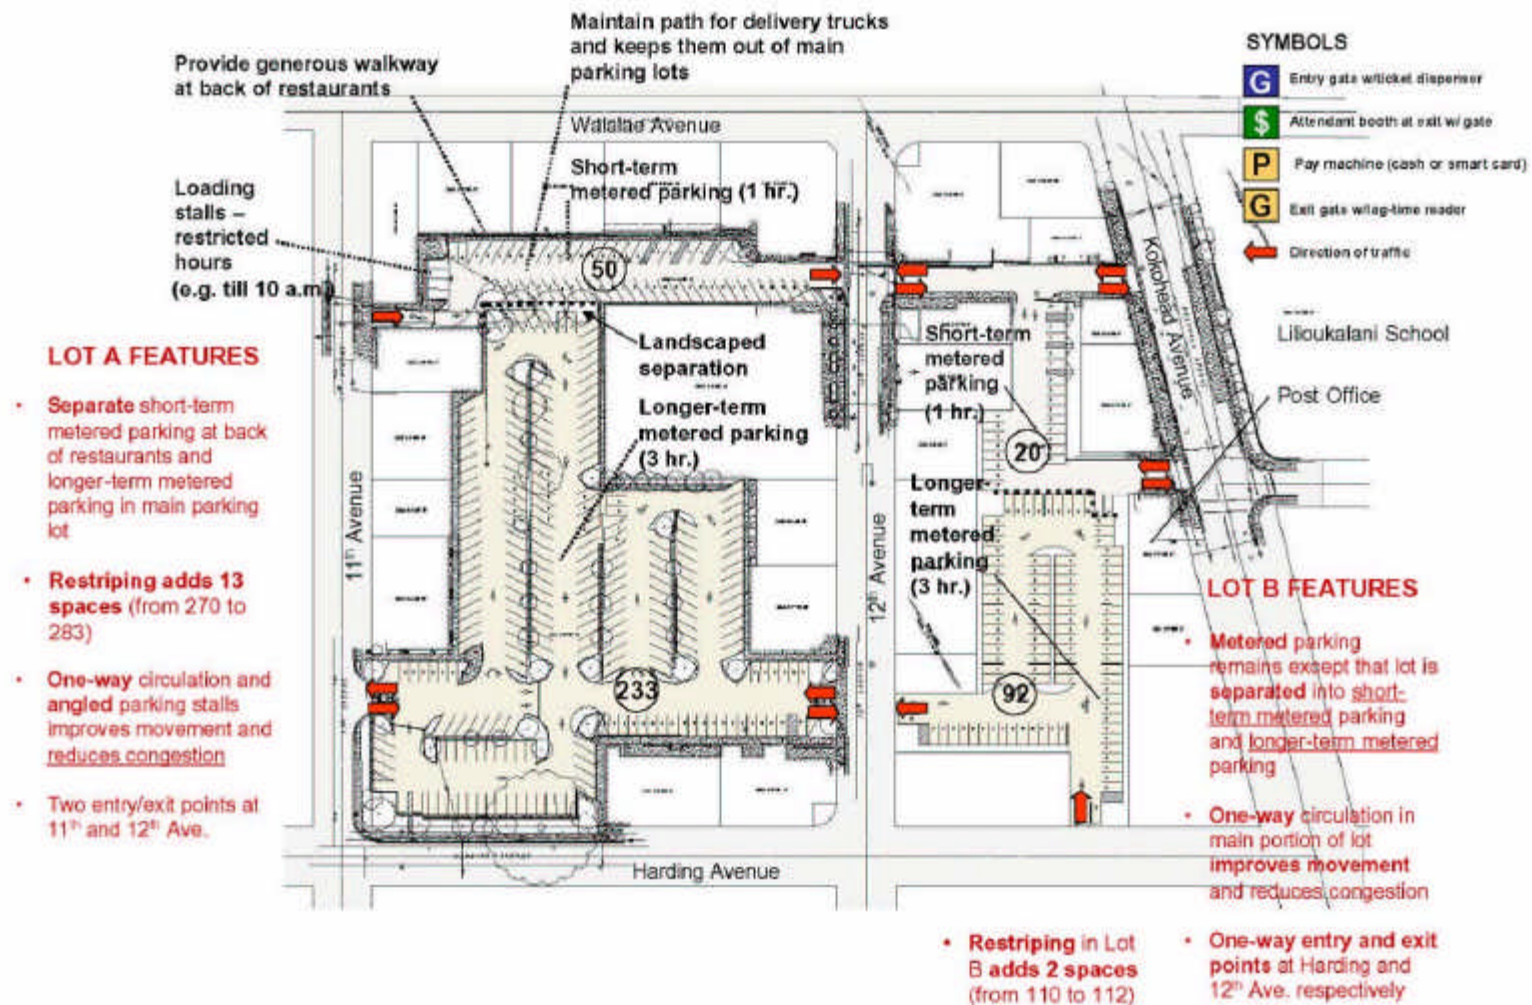 Maintain path for delivery trucks
and keeps them out of main
parking lots
Provide generous walkway
at back of restaurants
SYMBOLS
G Entry gate w/ticket dispenser
$ Attendant booth at exit w/ gate
P Pay machine (cash or smart card)
G Exit gate w/lag-time reader
Direction of traffic
Waialae Avenue
Short-term
metered parking (1 hr.)
Loading
stalls –
restricted
hours
(e.g. till 10 a.m.)
50
Kokohead Avenue
Lilioukalani School
Post Office
Landscaped
separation
Longer-term
metered parking
(3 hr.)
Short-term
metered
parking
(1 hr.)
20
Longer-
term
metered
parking
(3 hr.)
11th Avenue
12th Avenue
233
92
Harding Avenue
LOT A FEATURES
• Separate short-term
metered parking at back
of restaurants and
longer-term metered
parking in main parking
lot
• Restriping adds 13
spaces (from 270 to
283)
• One-way circulation and
angled parking stalls
improves movement and
reduces congestion
• Two entry/exit points at
11th and 12th Ave.
LOT B FEATURES
• Metered parking
remains except that lot is
separated into short-
term metered parking
and longer-term metered
parking
• One-way circulation in
main portion of lot
improves movement
and reduces congestion
• One-way entry and exit
points at Harding and
12th Ave. respectively
• Restriping in Lot
B adds 2 spaces
(from 110 to 112)